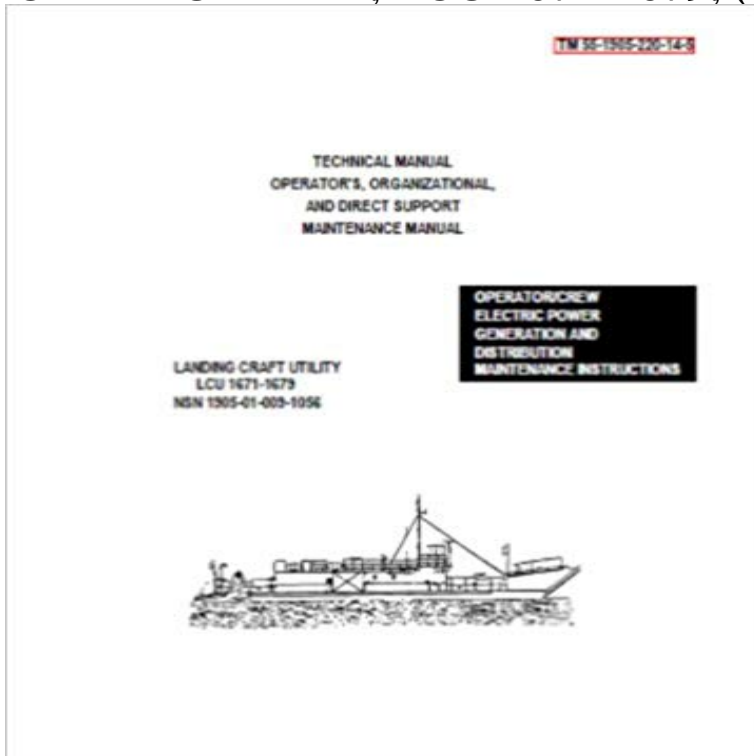 TM 55-1905-220-14-5
TECHNICAL MANUAL
OPERATOR'S, ORGANIZATIONAL,
AND DIRECT SUPPORT
MAINTENANCE MANUAL
OPERATOR/CREW
ELECTRIC POWER
GENERATION AND
DISTRIBUTION
MAINTENANCE INSTRUCTIONS
LANDING CRAFT UTILITY
LCU 1671-1679
NSN 1905-01-009-1056